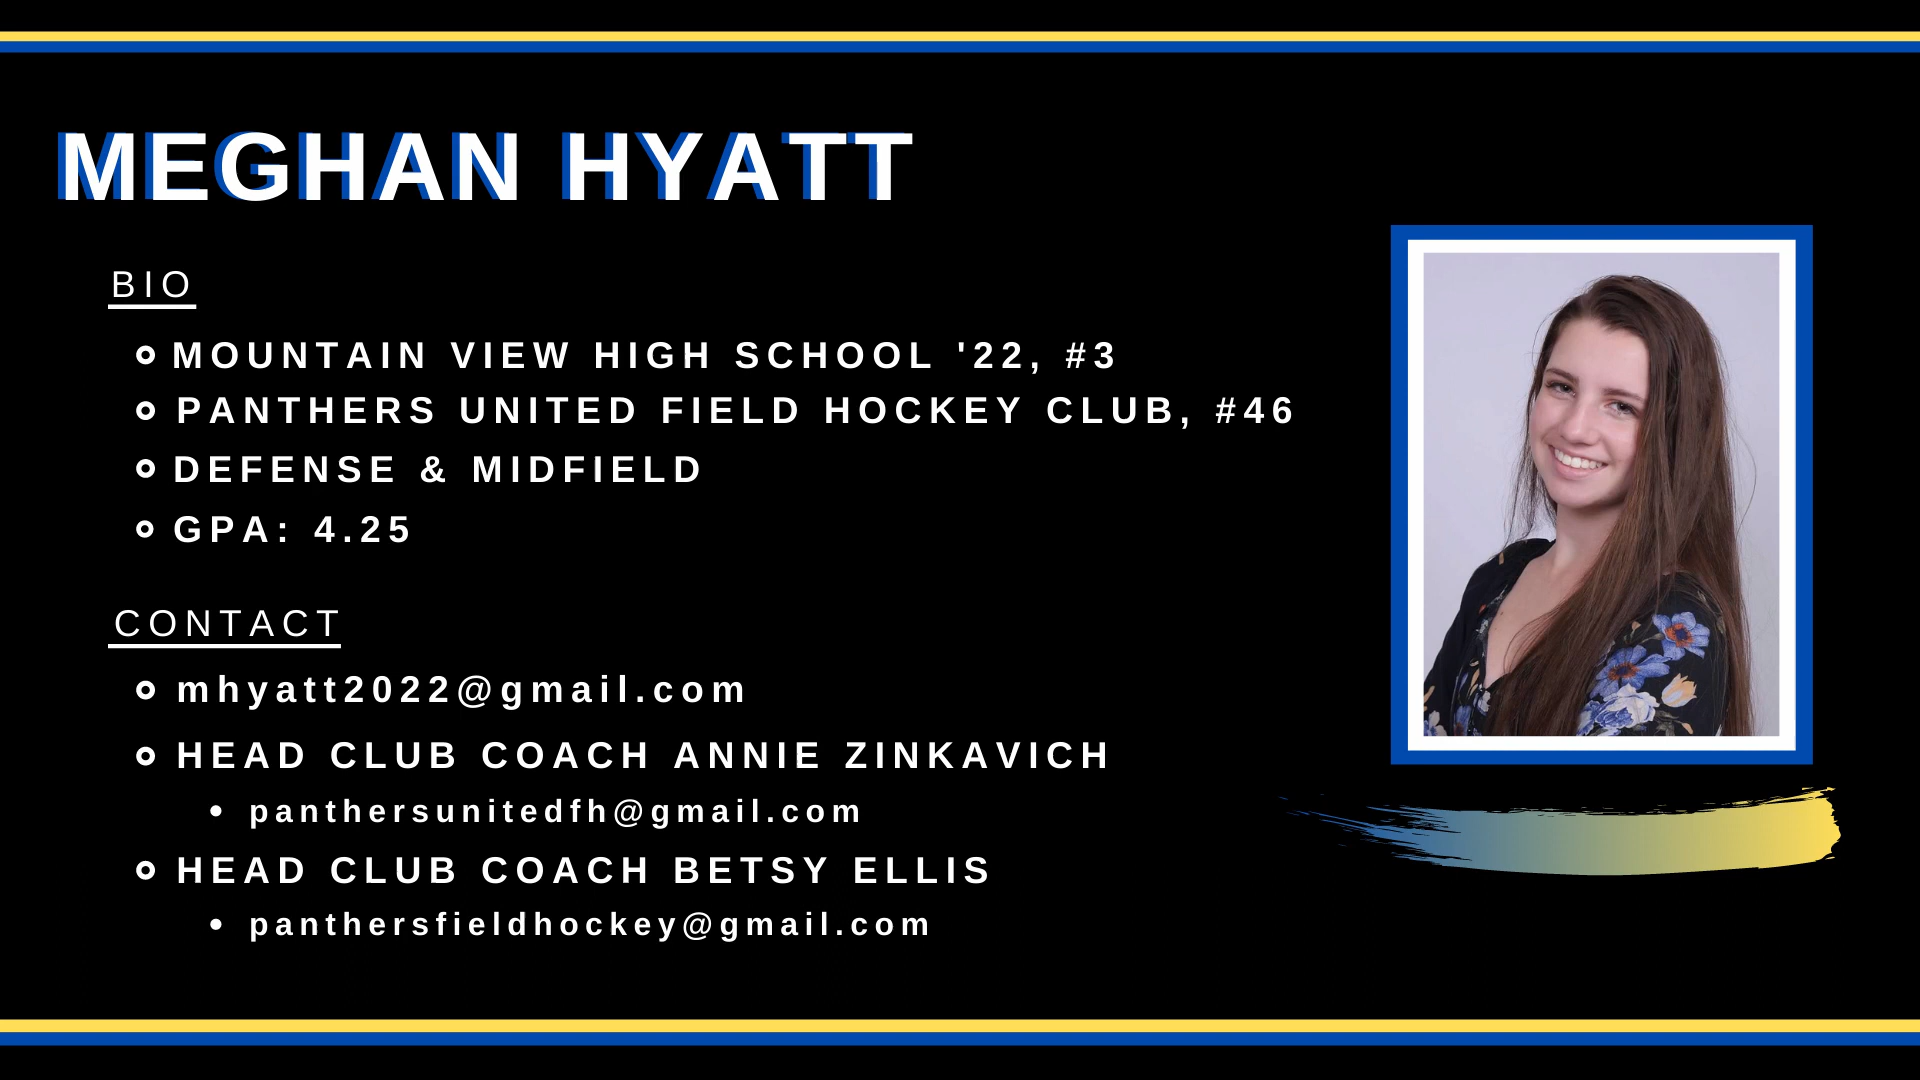 MEGHAN HYATT
BIO
MOUNTAIN VIEW HIGH SCHOOL '22, #3
PANTHERS UNITED FIELD HOCKEY CLUB, #46
DEFENSE & MIDFIELD
GPA: 4.25
CONTACT
mhyatt2022@gmail.com
HEAD CLUB COACH ANNIE ZINKAVICH
panthersunitedfh@gmail.com
HEAD CLUB COACH BETSY ELLIS
panthersfieldhockey@gmail.com